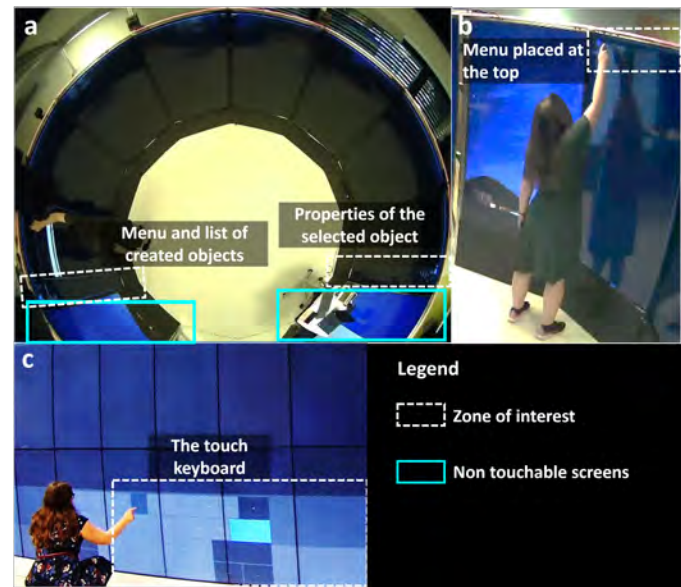 a
Menu and list of
created objects
Properties of the
selected object
b
Menu placed at
the top
c
The touch
keyboard
Legend
Zone of interest
Non touchable screens